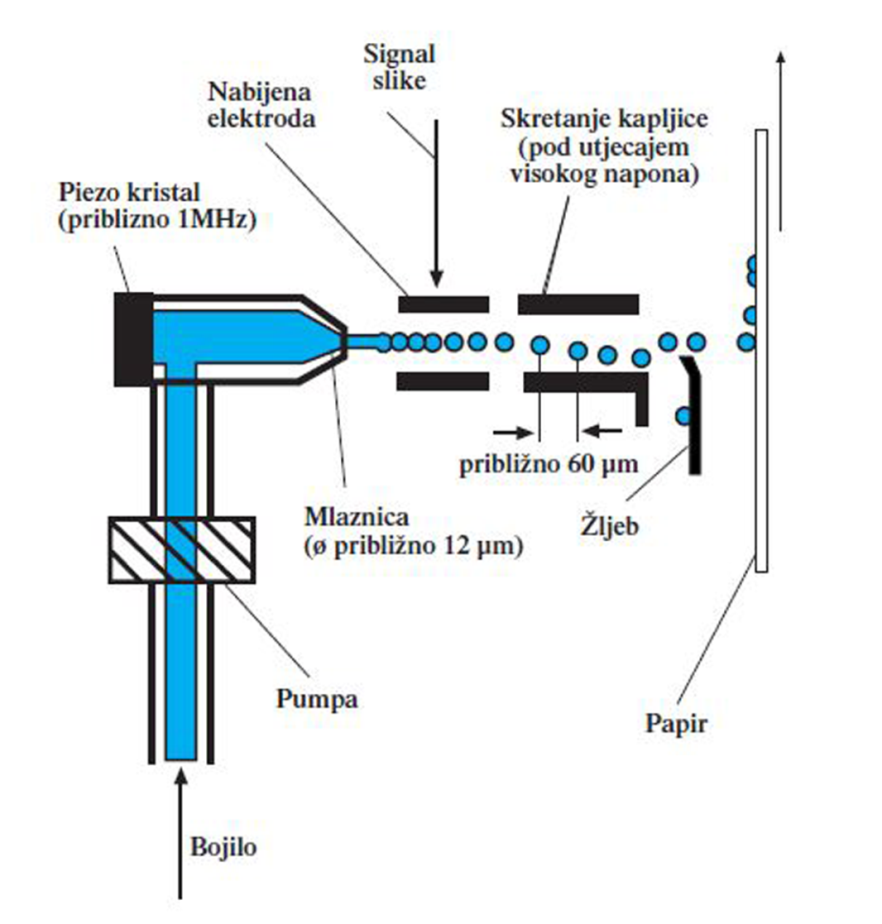 Signal
slike
Nabijena
elektroda
Skretanje kapljice
(pod utjecajem
visokog napona)
Piezo kristal
(priblizno 1MHz)
približno 60 µm
Mlaznica
(ø približno 12 µm)
Žljeb
Pumpa
Papir
Bojilo